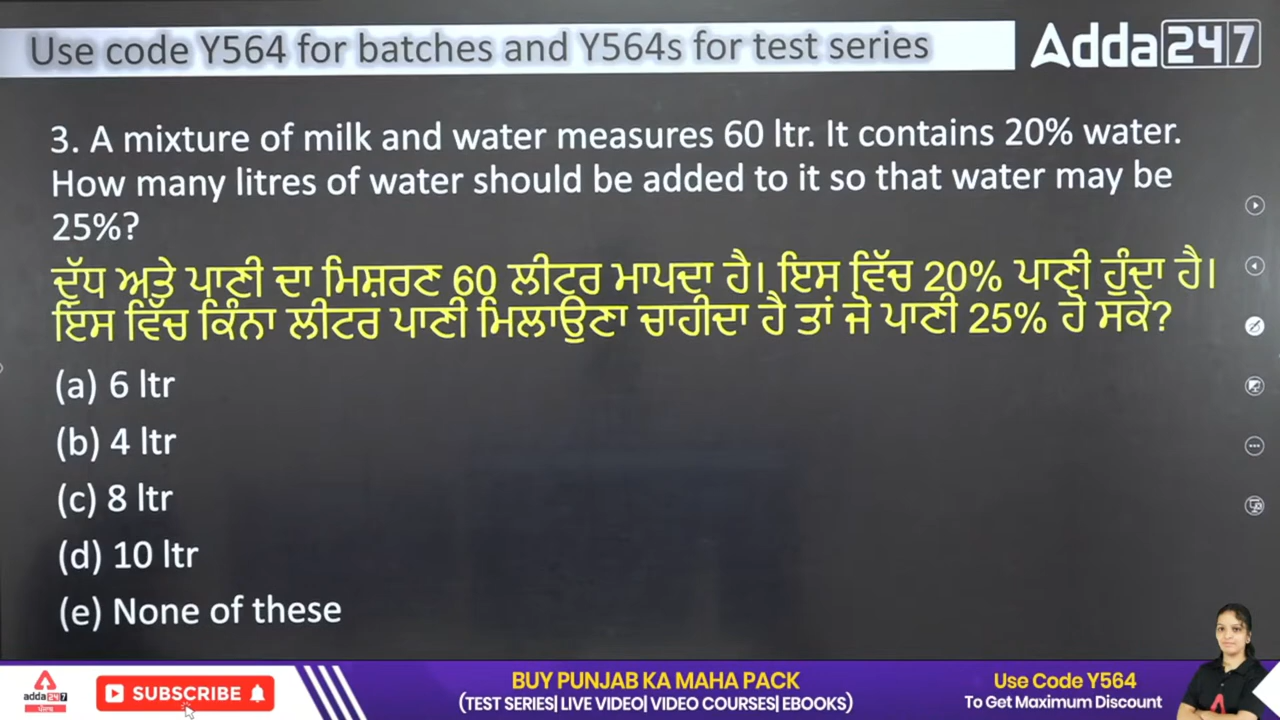 Use code Y564 for batches and Y564s for test series
Adda247
3. A mixture of milk and water measures 60 ltr. It contains 20% water.
How many litres of water should be added to it so that water may be
25%?
ਦੁੱਧ ਅਤੇ ਪਾਣੀ ਦਾ ਮਿਸ਼ਰਣ 60 ਲੀਟਰ ਮਾਪਦਾ ਹੈ। ਇਸ ਵਿੱਚ 20% ਪਾਣੀ ਹੁੰਦਾ ਹੈ।
ਇਸ ਵਿੱਚ ਕਿੰਨਾ ਲੀਟਰ ਪਾਣੀ ਮਿਲਾਉਣਾ ਚਾਹੀਦਾ ਹੈ ਤਾਂ ਜੋ ਪਾਣੀ 25% ਹੋ ਸਕੇ?
(a) 6 ltr
(b) 4 ltr
(c) 8 ltr
(d) 10 ltr
(e) None of these
adda247
ਪੰਜਾਬ
SUBSCRIBE
BUY PUNJAB KA MAHA PACK
(TEST SERIES| LIVE VIDEO| VIDEO COURSES| EBOOKS)
Use Code Y564
To Get Maximum Discount